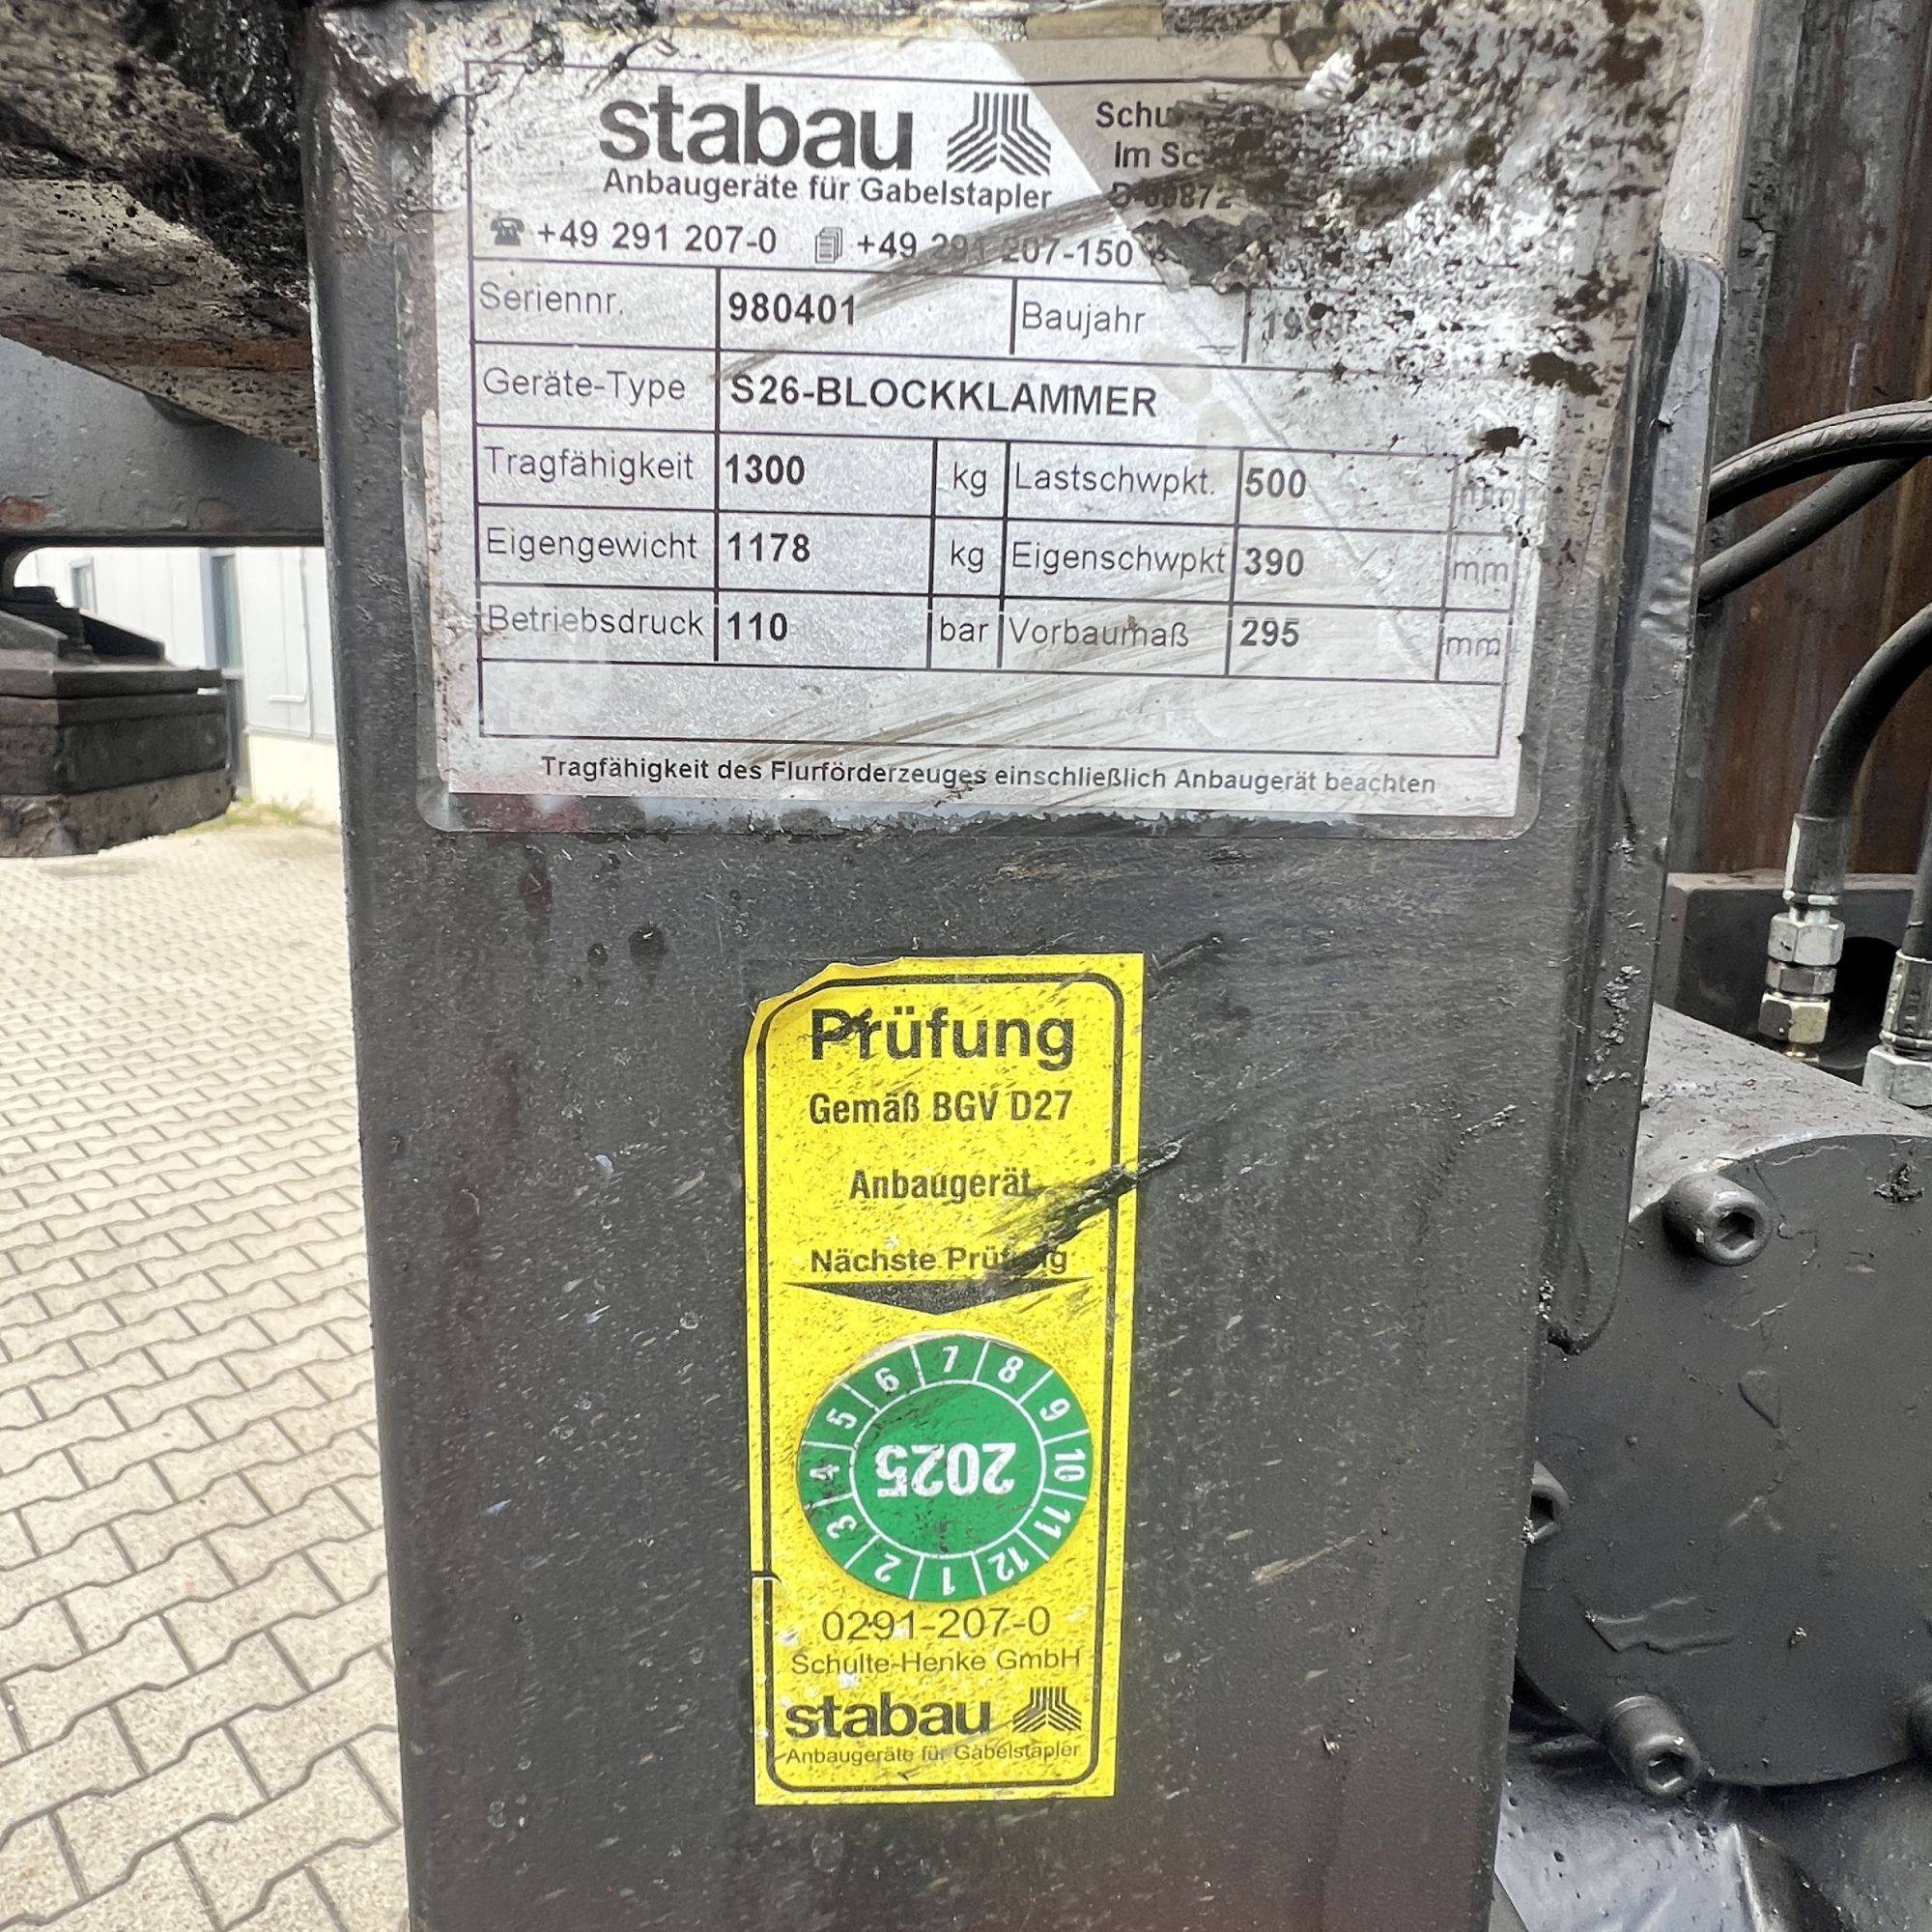 stabau
Anbaugeräte für Gabelstapler
Im
+49 291 207-0 +49 291 207-150
Seriennr. 980401 Baujahr
Geräte-Type S26-BLOCKKLAMMER
Tragfähigkeit 1300 kg Lastschwpkt. 500 mm
Eigengewicht 1178 kg Eigenschwpkt 390 mm
Betriebsdruck 110 bar Vorbaumaß 295 mm
Tragfähigkeit des Flurförderzeuges einschließlich Anbaugerät beachten
Prüfung
Gemäß BGV D27
Anbaugerät
Nächste Prüfung
7 8 9 10 11 12 1 2 3 4 5 6
2025
0291-207-0
Schulte-Henke GmbH
stabau
Anbaugeräte für Gabelstapler